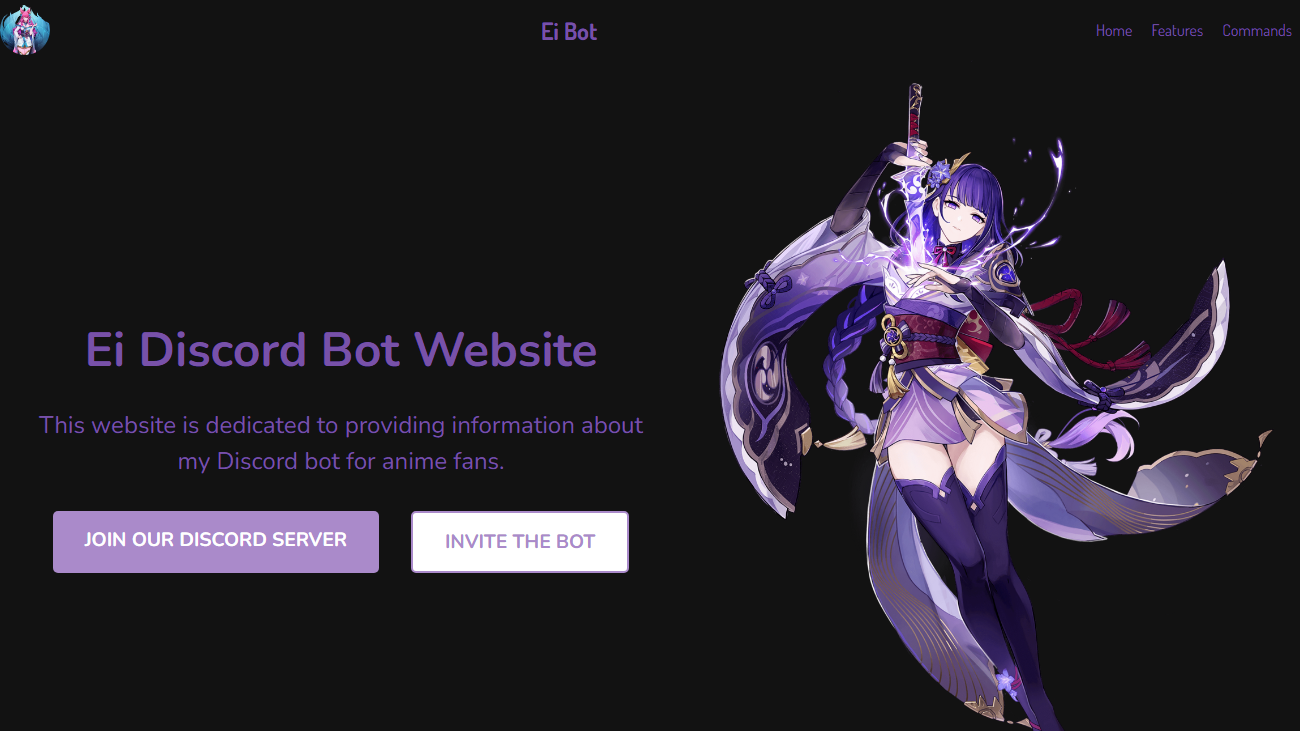 Ei Bot
Home Features Commands
Ei Discord Bot Website
This website is dedicated to providing information about
my Discord bot for anime fans.
JOIN OUR DISCORD SERVER
INVITE THE BOT